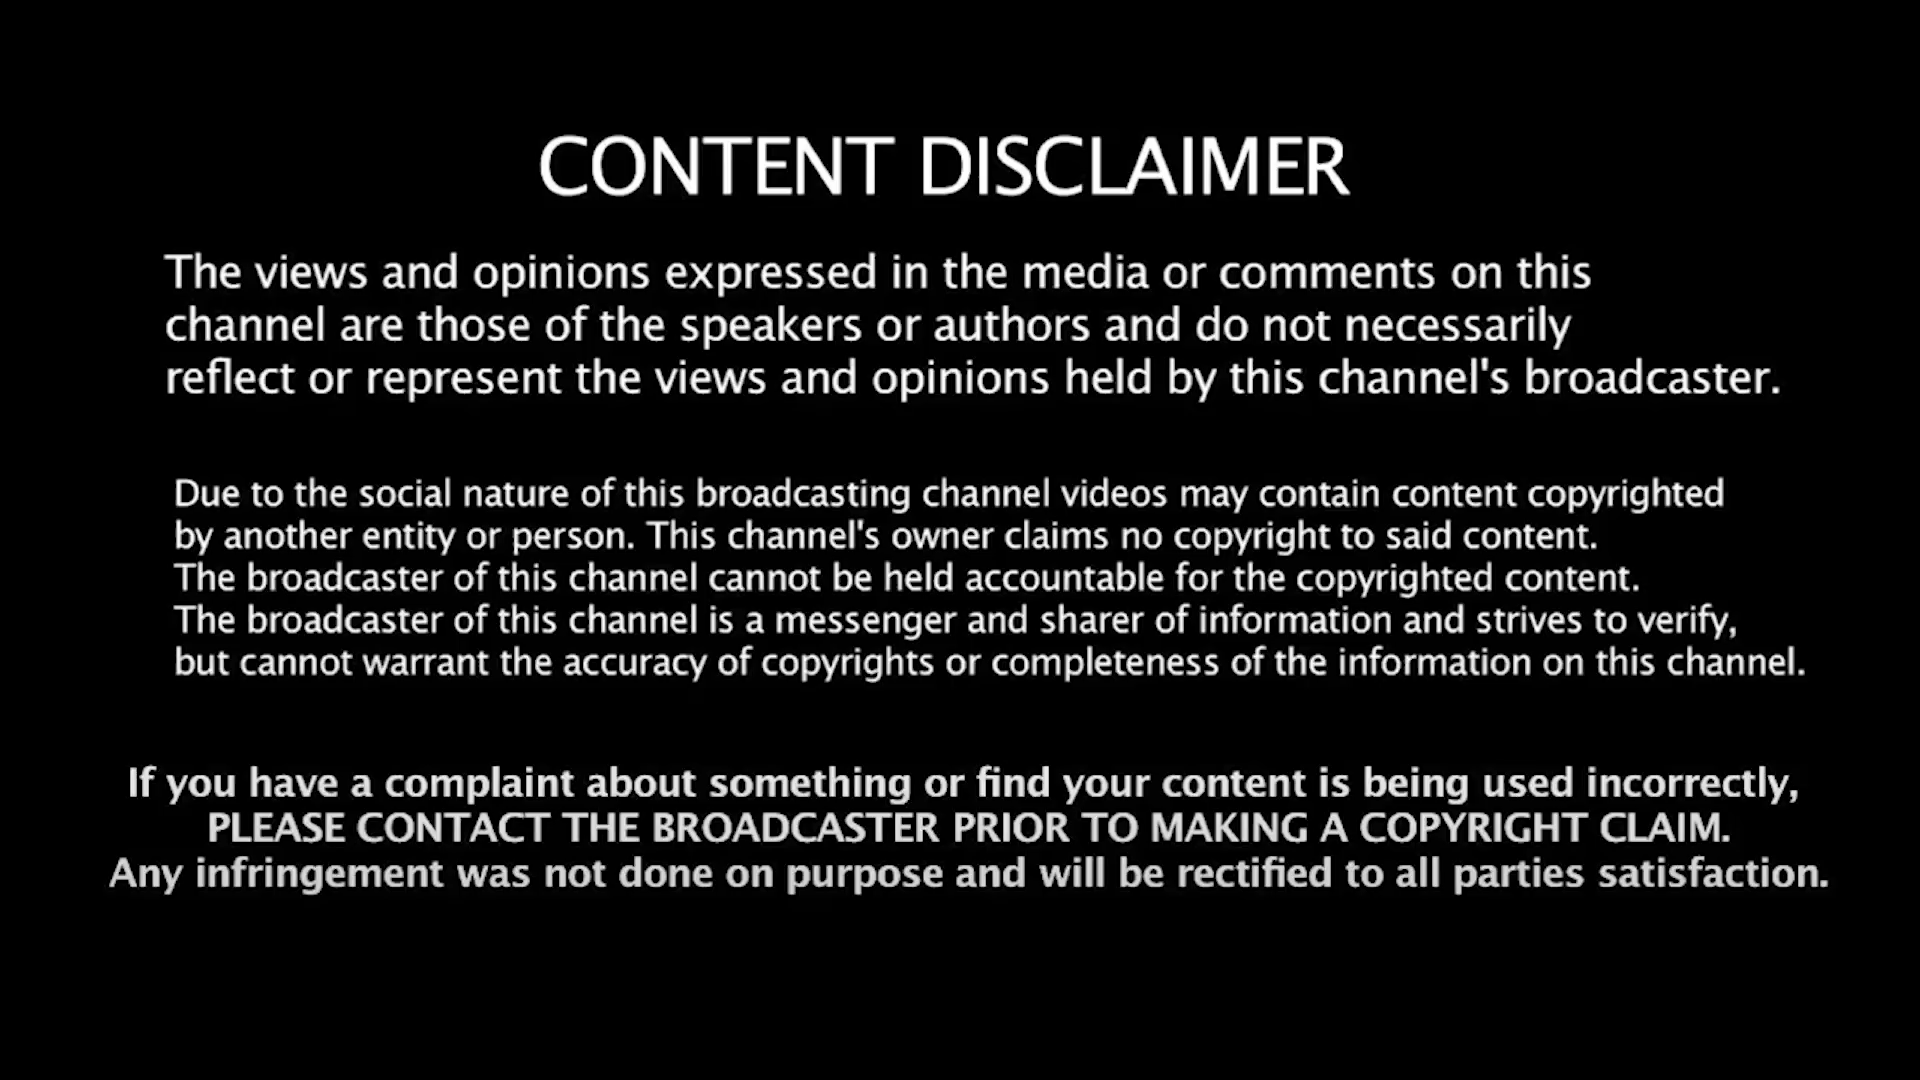 CONTENT DISCLAIMER
The views and opinions expressed in the media or comments on this
channel are those of the speakers or authors and do not necessarily
reflect or represent the views and opinions held by this channel's broadcaster.
Due to the social nature of this broadcasting channel videos may contain content copyrighted
by another entity or person. This channel's owner claims no copyright to said content.
The broadcaster of this channel cannot be held accountable for the copyrighted content.
The broadcaster of this channel is a messenger and sharer of information and strives to verify,
but cannot warrant the accuracy of copyrights or completeness of the information on this channel.
If you have a complaint about something or find your content is being used incorrectly,
PLEASE CONTACT THE BROADCASTER PRIOR TO MAKING A COPYRIGHT CLAIM.
Any infringement was not done on purpose and will be rectified to all parties satisfaction.